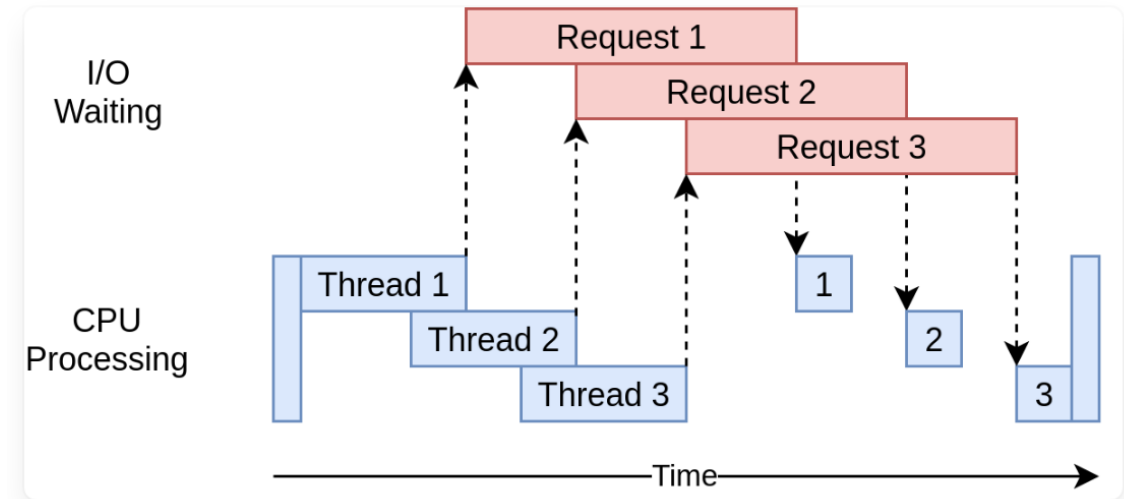 Request 1
I/O
Waiting
Request 2
Request 3
Thread 1
1
CPU
Processing
Thread 2
2
Thread 3
3
Time